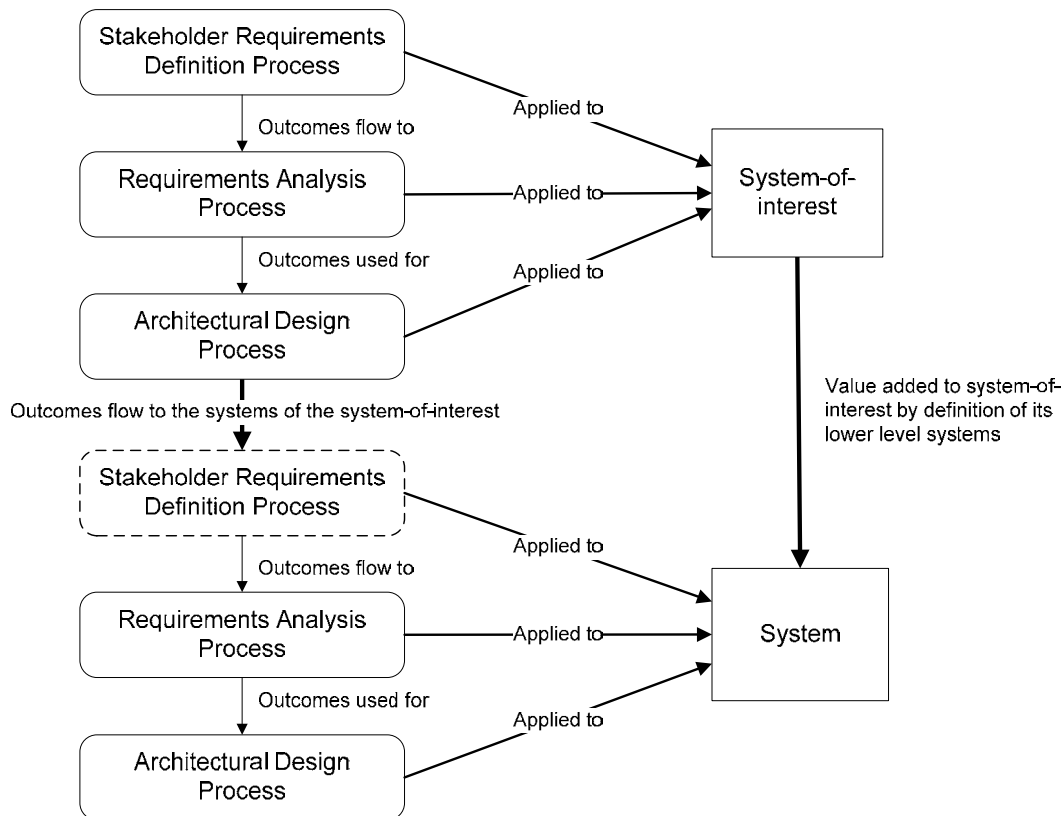 Stakeholder Requirements
Definition Process
Applied to
Outcomes flow to
Requirements Analysis
Process
Applied to
System-of-
interest
Outcomes used for
Applied to
Architectural Design
Process
Outcomes flow to the systems of the system-of-interest
Value added to system-of-
interest by definition of its
lower level systems
Stakeholder Requirements
Definition Process
Applied to
Outcomes flow to
Requirements Analysis
Process
Applied to
System
Outcomes used for
Applied to
Architectural Design
Process